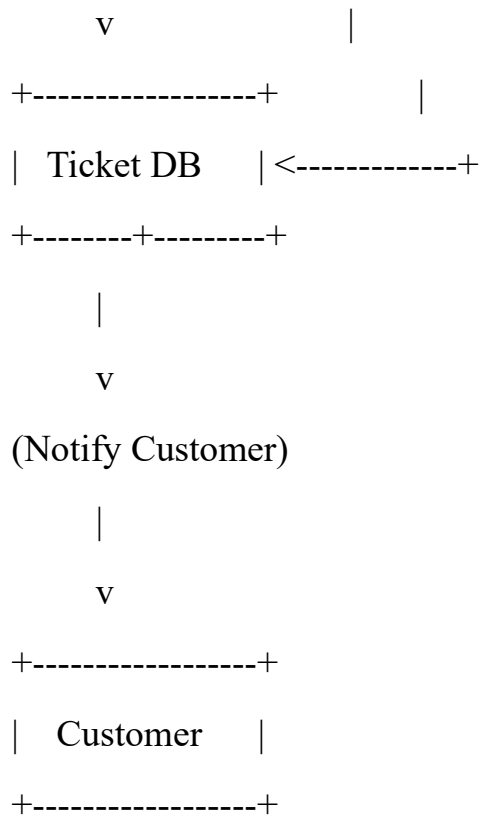 v |
+------------------+ |
| Ticket DB |<-------------+
+--------+---------+
|
v
(Notify Customer)
|
v
+------------------+
| Customer |
+------------------+